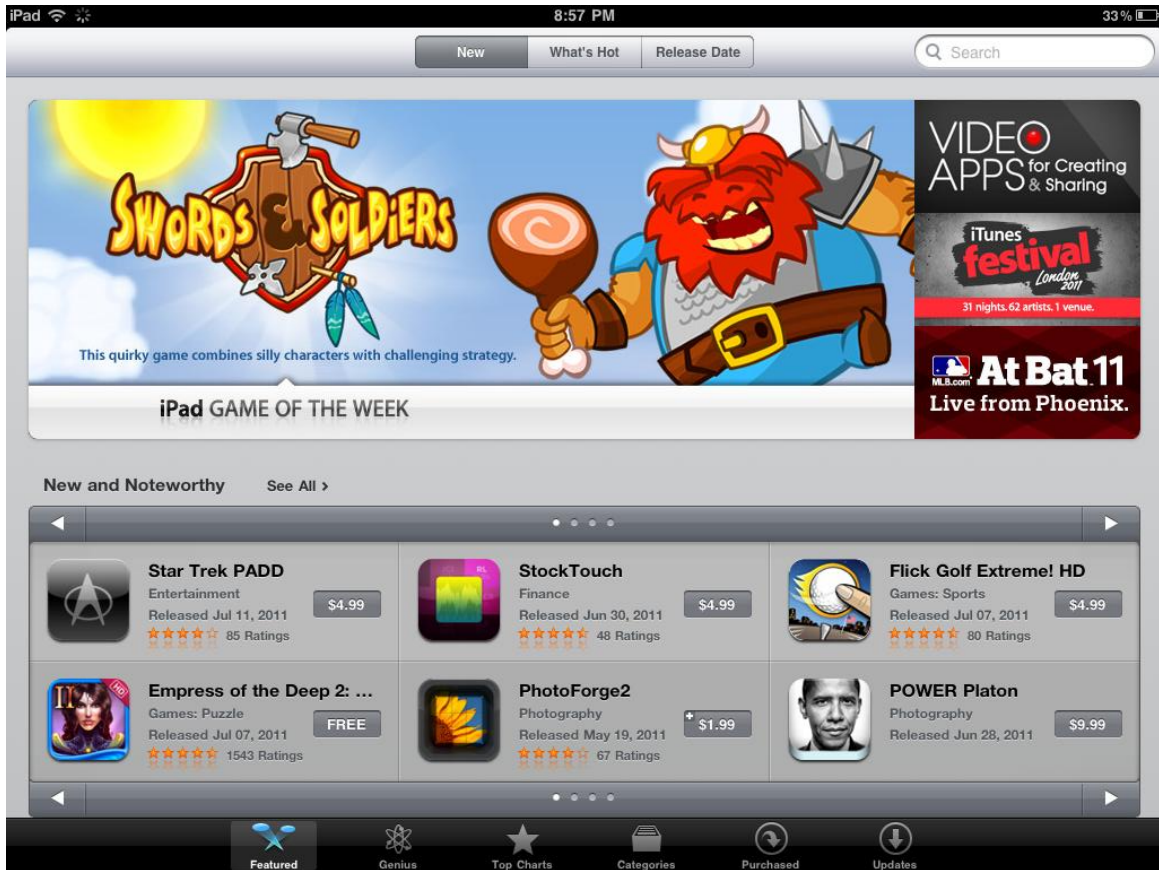 iPad 8:57 PM 33%
New What's Hot Release Date Search
SWORDS & SOLDIERS
This quirky game combines silly characters with challenging strategy.
iPad GAME OF THE WEEK
VIDEO
APPS for Creating
& Sharing
iTunes
festival
London
2011
31 nights. 62 artists. 1 venue.
MLB.com At Bat 11
Live from Phoenix.
New and Noteworthy See All >
Star Trek PADD
Entertainment
Released Jul 11, 2011
85 Ratings
$4.99
StockTouch
Finance
Released Jun 30, 2011
48 Ratings
$4.99
Flick Golf Extreme! HD
Games: Sports
Released Jul 07, 2011
80 Ratings
$4.99
II HD
Empress of the Deep 2: ...
Games: Puzzle
Released Jul 07, 2011
1543 Ratings
FREE
PhotoForge2
Photography
Released May 19, 2011
67 Ratings
+ $1.99
POWER Platon
Photography
Released Jun 28, 2011
$9.99
Featured Genius Top Charts Categories Purchased Updates